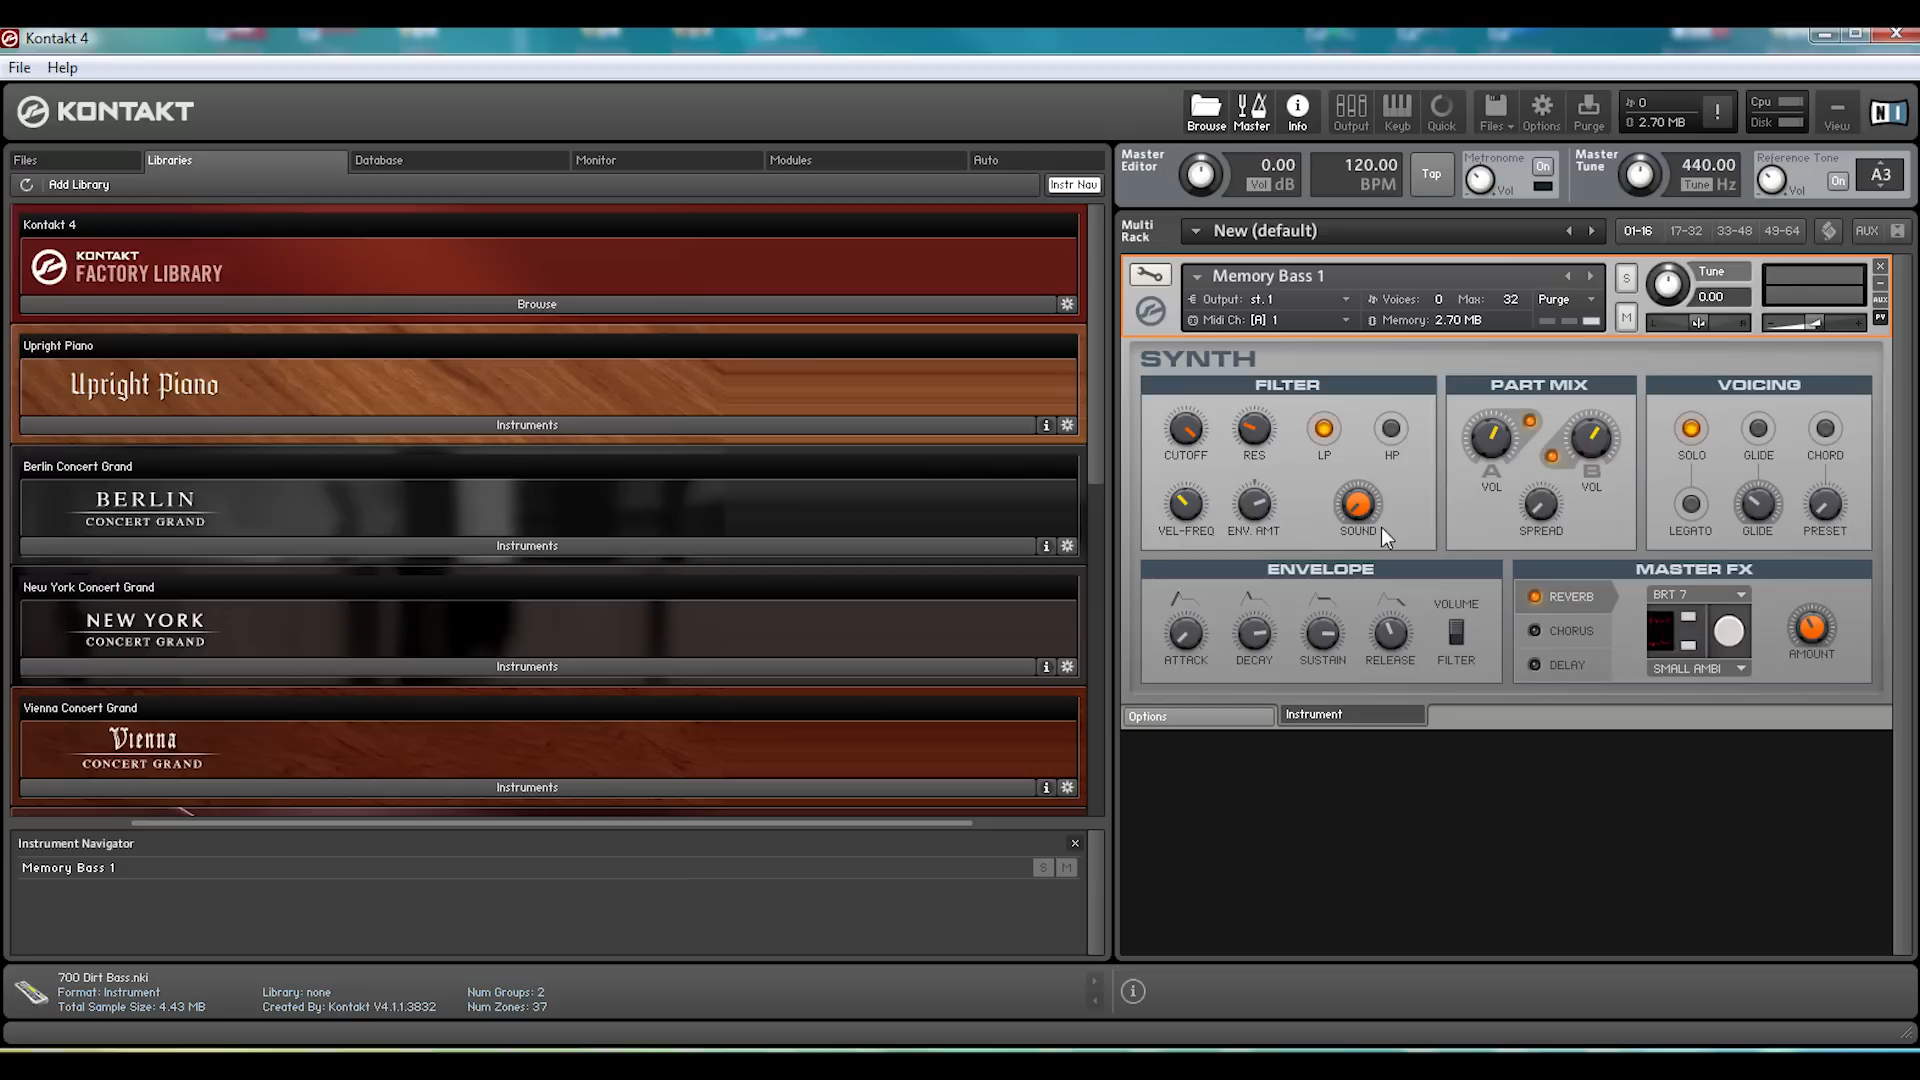 Kontakt 4
File Help
KONTAKT
Browse Master Info Output Keyb Quick Files Options Purge
0
2.70 MB
!
Cpu
Disk
View
NI
Files Libraries Database Monitor Modules Auto
Add Library
Instr Nav
Master Editor
0.00
Vol dB
120.00
BPM
Tap
Metronome On
Vol
Master Tune
440.00
Tune Hz
Reference Tone
Vol On
A3
Multi Rack
New (default)
01-16 17-32 33-48 49-64 AUX
Kontakt 4
KONTAKT
FACTORY LIBRARY
Browse
Upright Piano
Upright Piano
Instruments
Berlin Concert Grand
BERLIN
CONCERT GRAND
Instruments
New York Concert Grand
NEW YORK
CONCERT GRAND
Instruments
Vienna Concert Grand
Vienna
CONCERT GRAND
Instruments
Memory Bass 1
Output: st.1
Voices: 0 Max: 32 Purge
Midi Ch: [A] 1
Memory: 2.70 MB
S
M
Tune
0.00
L R
AUX
PV
SYNTH
FILTER
CUTOFF RES LP HP
VEL-FREQ ENV. AMT SOUND
PART MIX
A B
VOL VOL
SPREAD
VOICING
SOLO GLIDE CHORD
LEGATO GLIDE PRESET
ENVELOPE
VOLUME
ATTACK DECAY SUSTAIN RELEASE FILTER
MASTER FX
REVERB
CHORUS
DELAY
BRT 7
SMALL AMBI
AMOUNT
Options Instrument
Instrument Navigator
Memory Bass 1
S M
700 Dirt Bass.nki
Format: Instrument Library: none Num Groups: 2
Total Sample Size: 4.43 MB Created By: Kontakt V4.1.1.3832 Num Zones: 37